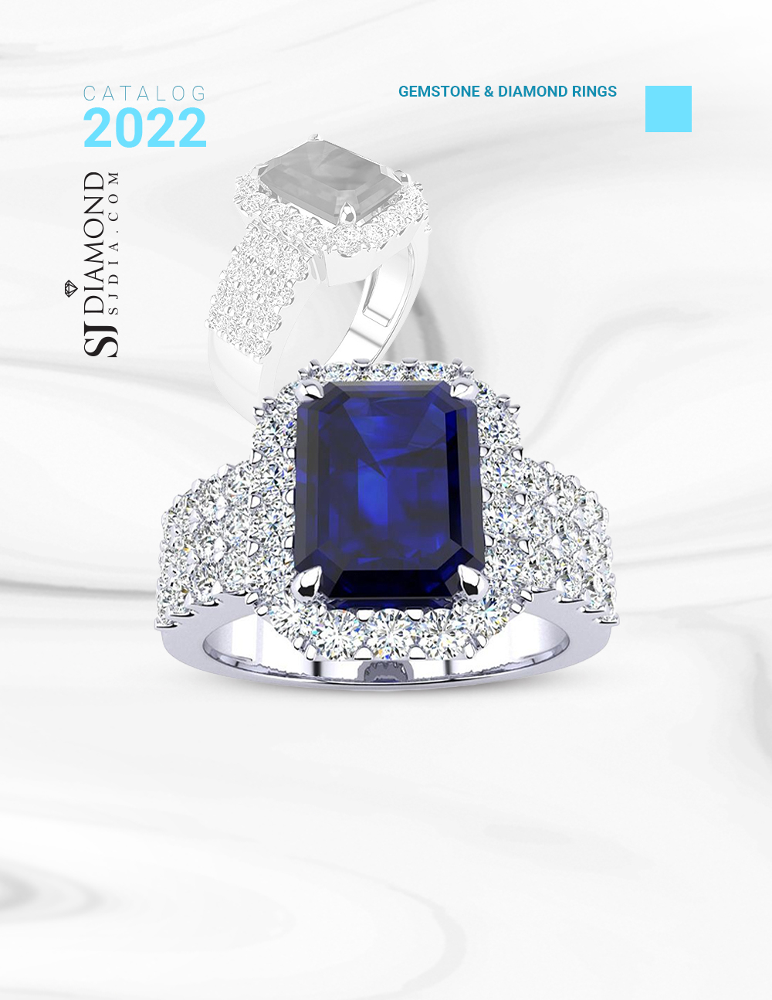 CATALOG
2022
GEMSTONE & DIAMOND RINGS
SJ DIAMOND
SJDIA.COM